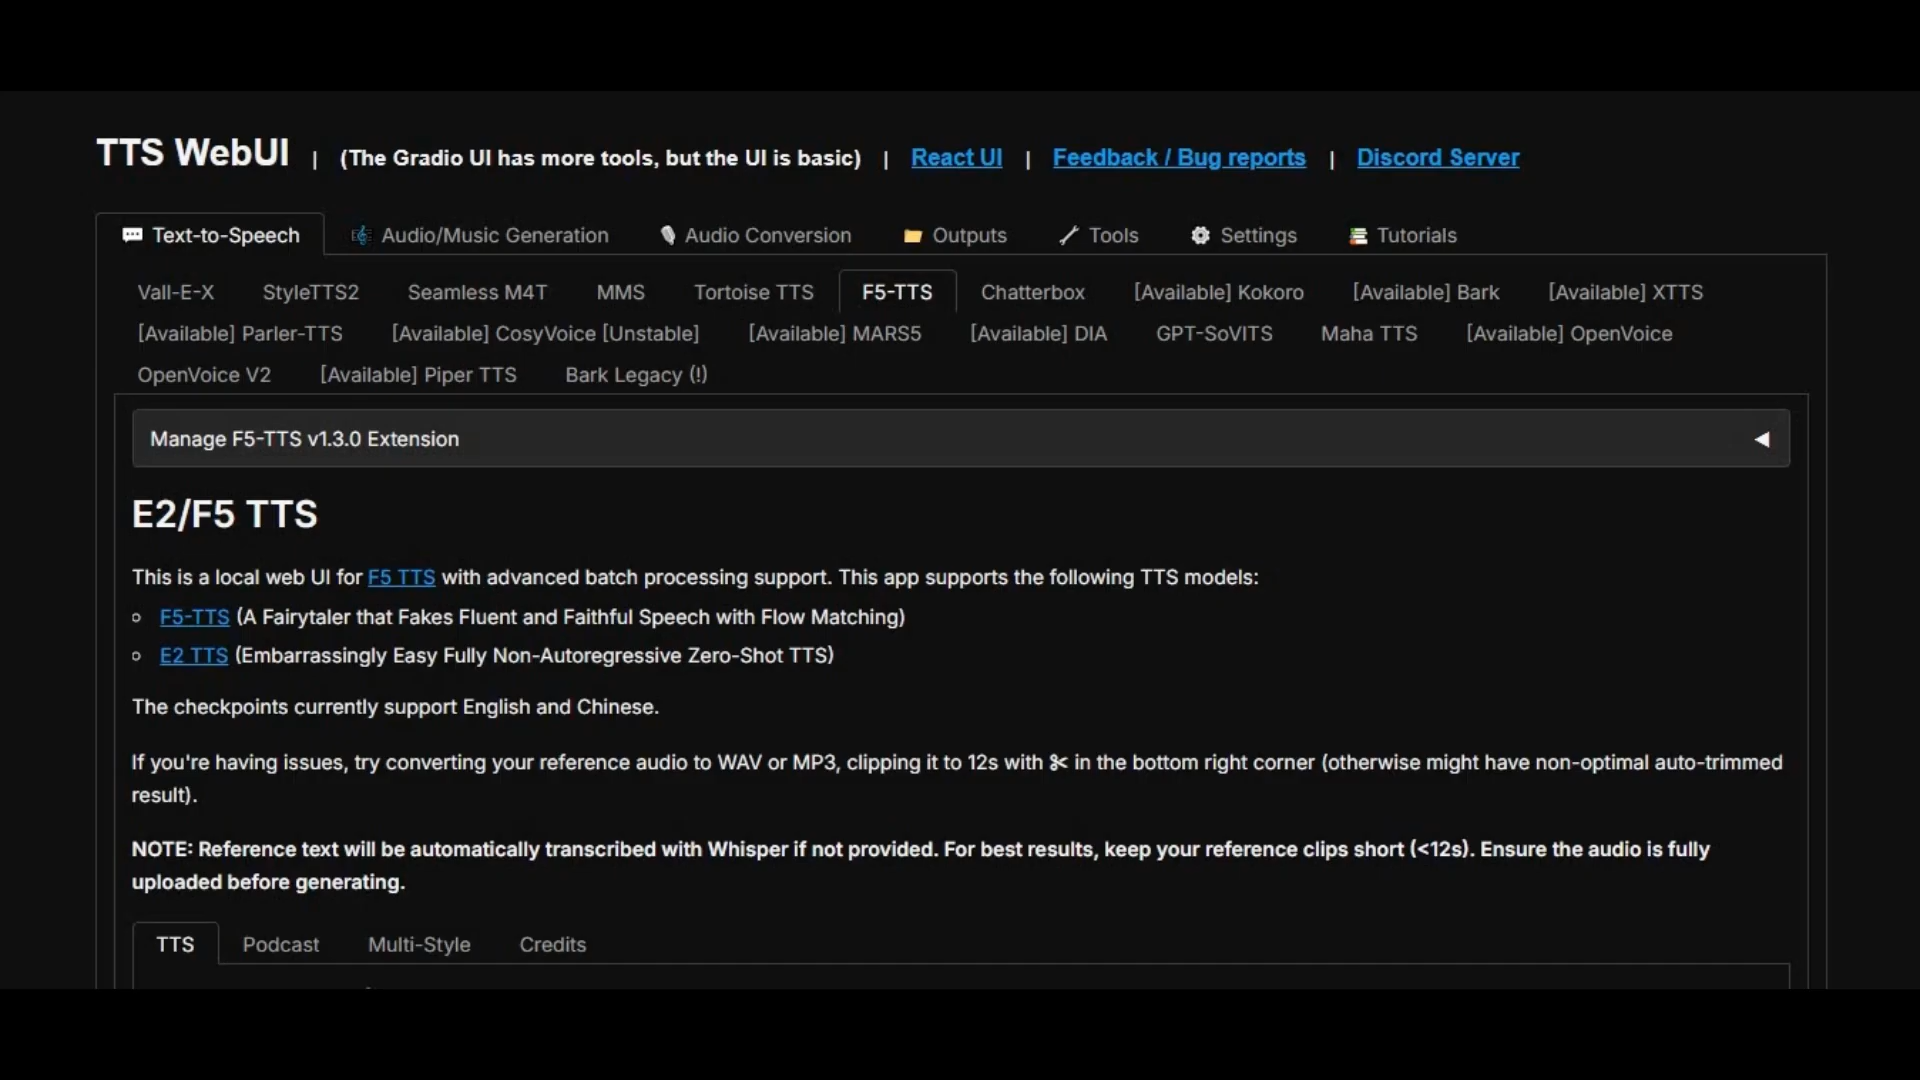 TTS WebUI | (The Gradio UI has more tools, but the UI is basic) | React UI | Feedback / Bug reports | Discord Server
Text-to-Speech Audio/Music Generation Audio Conversion Outputs Tools Settings Tutorials
Vall-E-X StyleTTS2 Seamless M4T MMS Tortoise TTS F5-TTS Chatterbox [Available] Kokoro [Available] Bark [Available] XTTS
[Available] Parler-TTS [Available] CosyVoice [Unstable] [Available] MARS5 [Available] DIA GPT-SoVITS Maha TTS [Available] OpenVoice
OpenVoice V2 [Available] Piper TTS Bark Legacy (!)
Manage F5-TTS v1.3.0 Extension
E2/F5 TTS
This is a local web UI for F5 TTS with advanced batch processing support. This app supports the following TTS models:
F5-TTS (A Fairytaler that Fakes Fluent and Faithful Speech with Flow Matching)
E2 TTS (Embarrassingly Easy Fully Non-Autoregressive Zero-Shot TTS)
The checkpoints currently support English and Chinese.
If you're having issues, try converting your reference audio to WAV or MP3, clipping it to 12s with ✂ in the bottom right corner (otherwise might have non-optimal auto-trimmed
result).
NOTE: Reference text will be automatically transcribed with Whisper if not provided. For best results, keep your reference clips short (<12s). Ensure the audio is fully
uploaded before generating.
TTS Podcast Multi-Style Credits